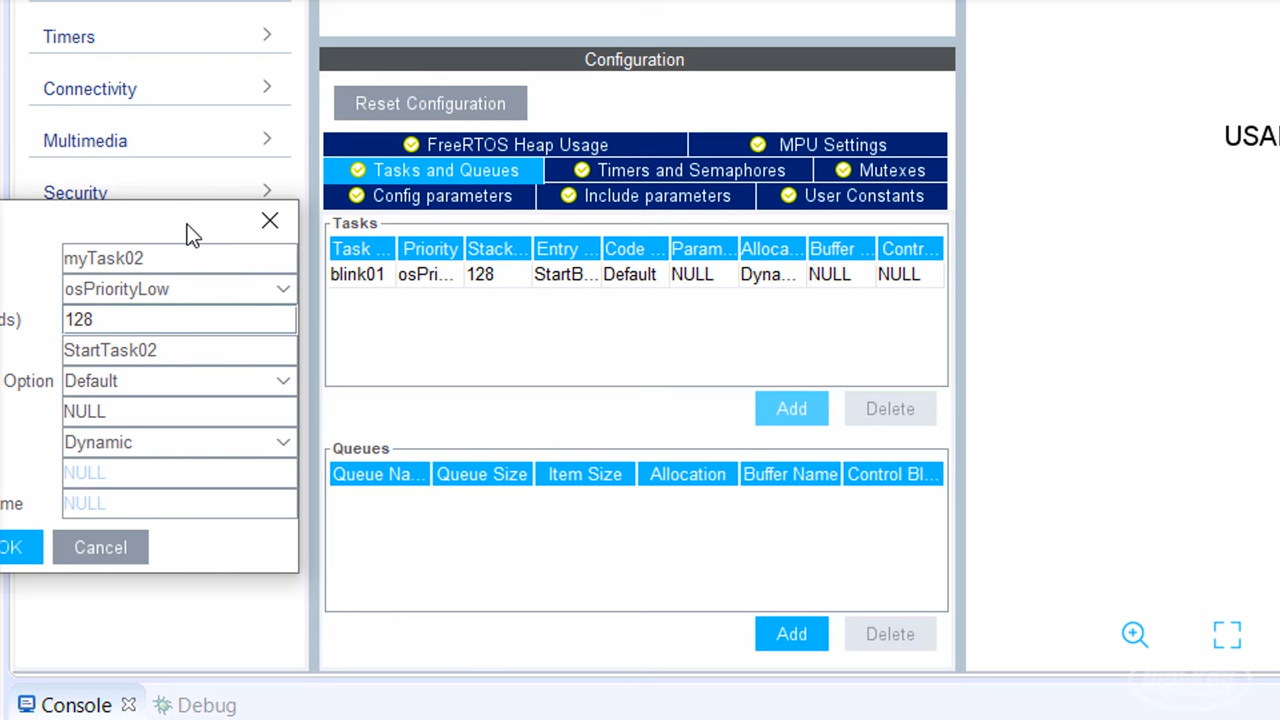 Timers
Connectivity
Multimedia
Security
myTask02
osPriorityLow
ds) 128
StartTask02
Option Default
NULL
Dynamic
NULL
me NULL
OK Cancel
Configuration
Reset Configuration
FreeRTOS Heap Usage MPU Settings
Tasks and Queues Timers and Semaphores Mutexes
Config parameters Include parameters User Constants
Tasks
Task ... Priority Stack... Entry ... Code ... Param... Alloca... Buffer ... Contr...
blink01 osPri... 128 StartB... Default NULL Dyna... NULL NULL
Add Delete
Queues
Queue Na... Queue Size Item Size Allocation Buffer Name Control Bl...
Add Delete
Console Debug